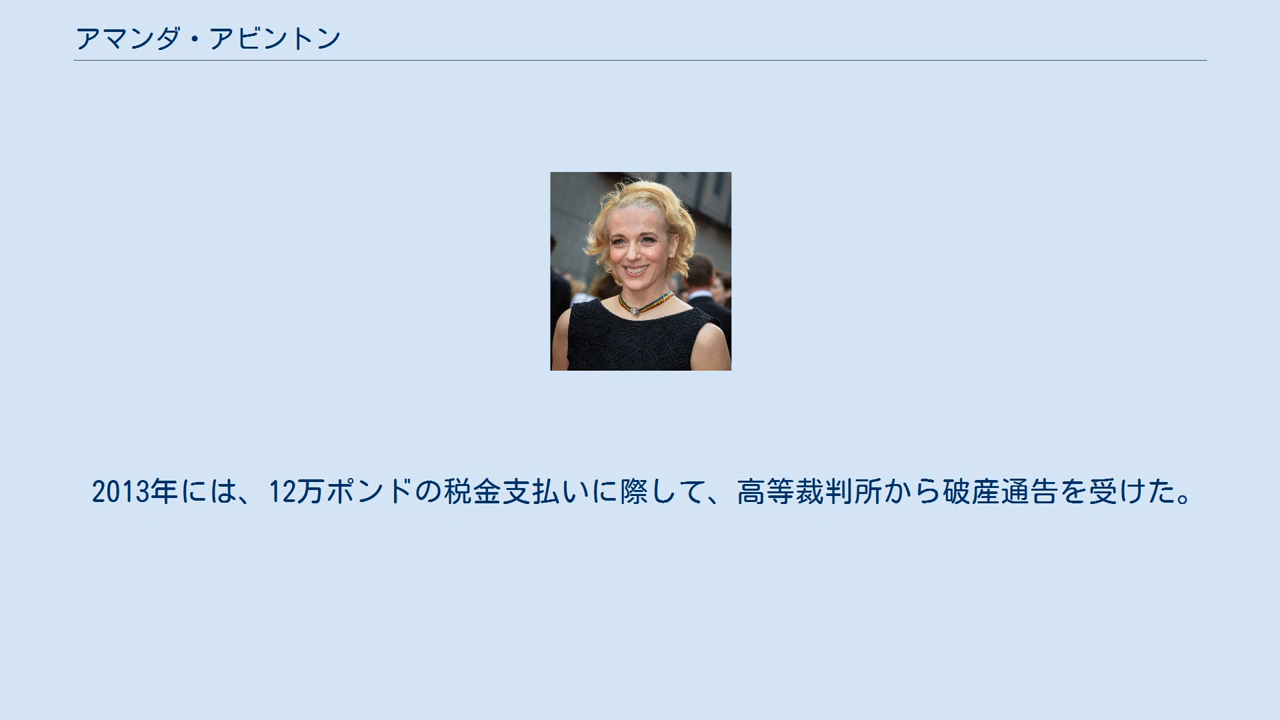 アマンダ・アビントン
2013年には、12万ポンドの税金支払いに際して、高等裁判所から破産通告を受けた。